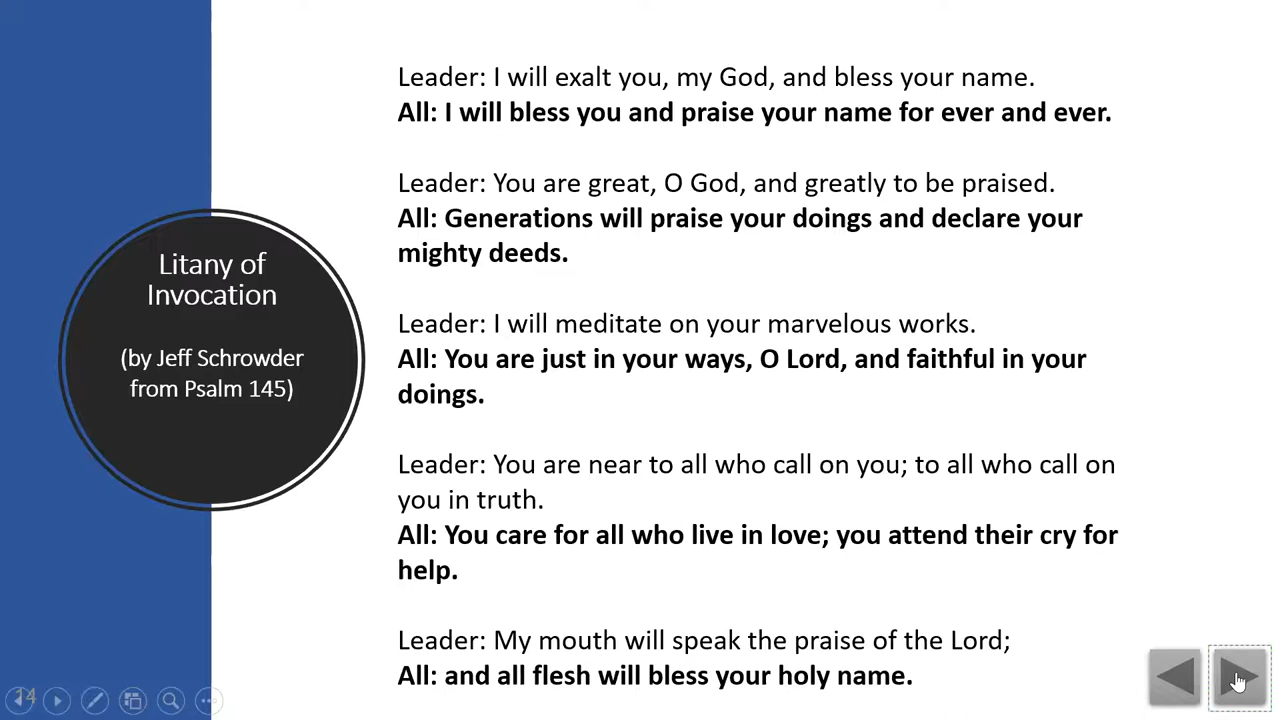 Litany of
Invocation
(by Jeff Schrowder
from Psalm 145)
Leader: I will exalt you, my God, and bless your name.
All: I will bless you and praise your name for ever and ever.
Leader: You are great, O God, and greatly to be praised.
All: Generations will praise your doings and declare your
mighty deeds.
Leader: I will meditate on your marvelous works.
All: You are just in your ways, O Lord, and faithful in your
doings.
Leader: You are near to all who call on you; to all who call on
you in truth.
All: You care for all who live in love; you attend their cry for
help.
Leader: My mouth will speak the praise of the Lord;
All: and all flesh will bless your holy name.
14